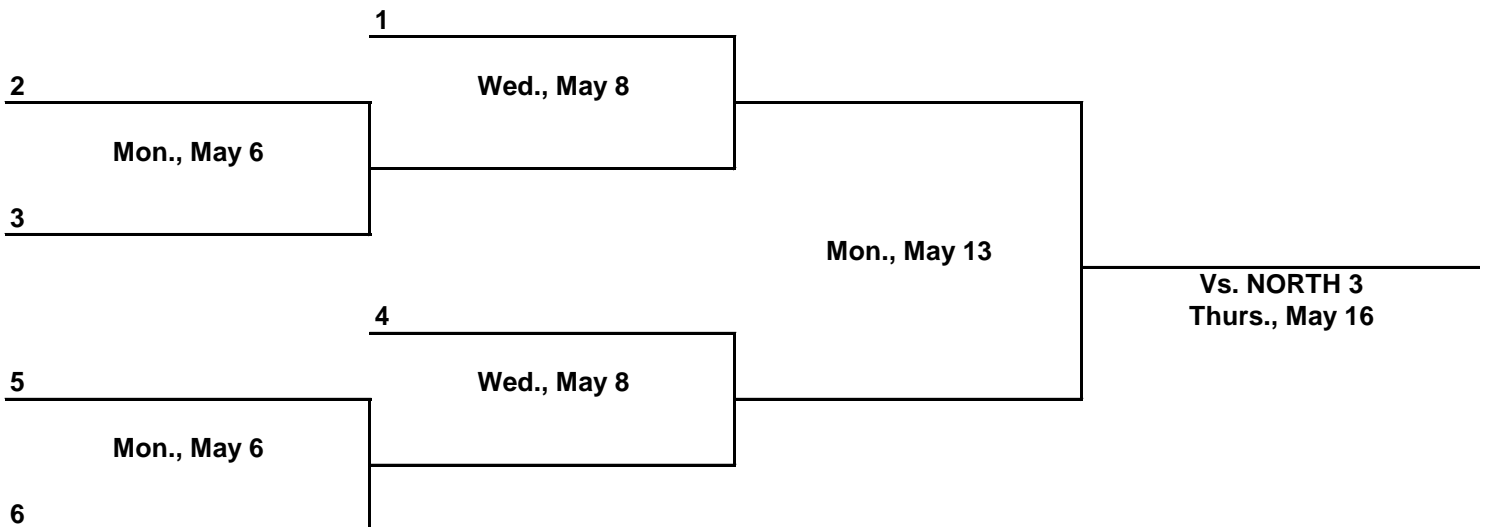 1
2
Wed., May 8
Mon., May 6
3
Mon., May 13
Vs. NORTH 3
Thurs., May 16
4
5
Wed., May 8
Mon., May 6
6